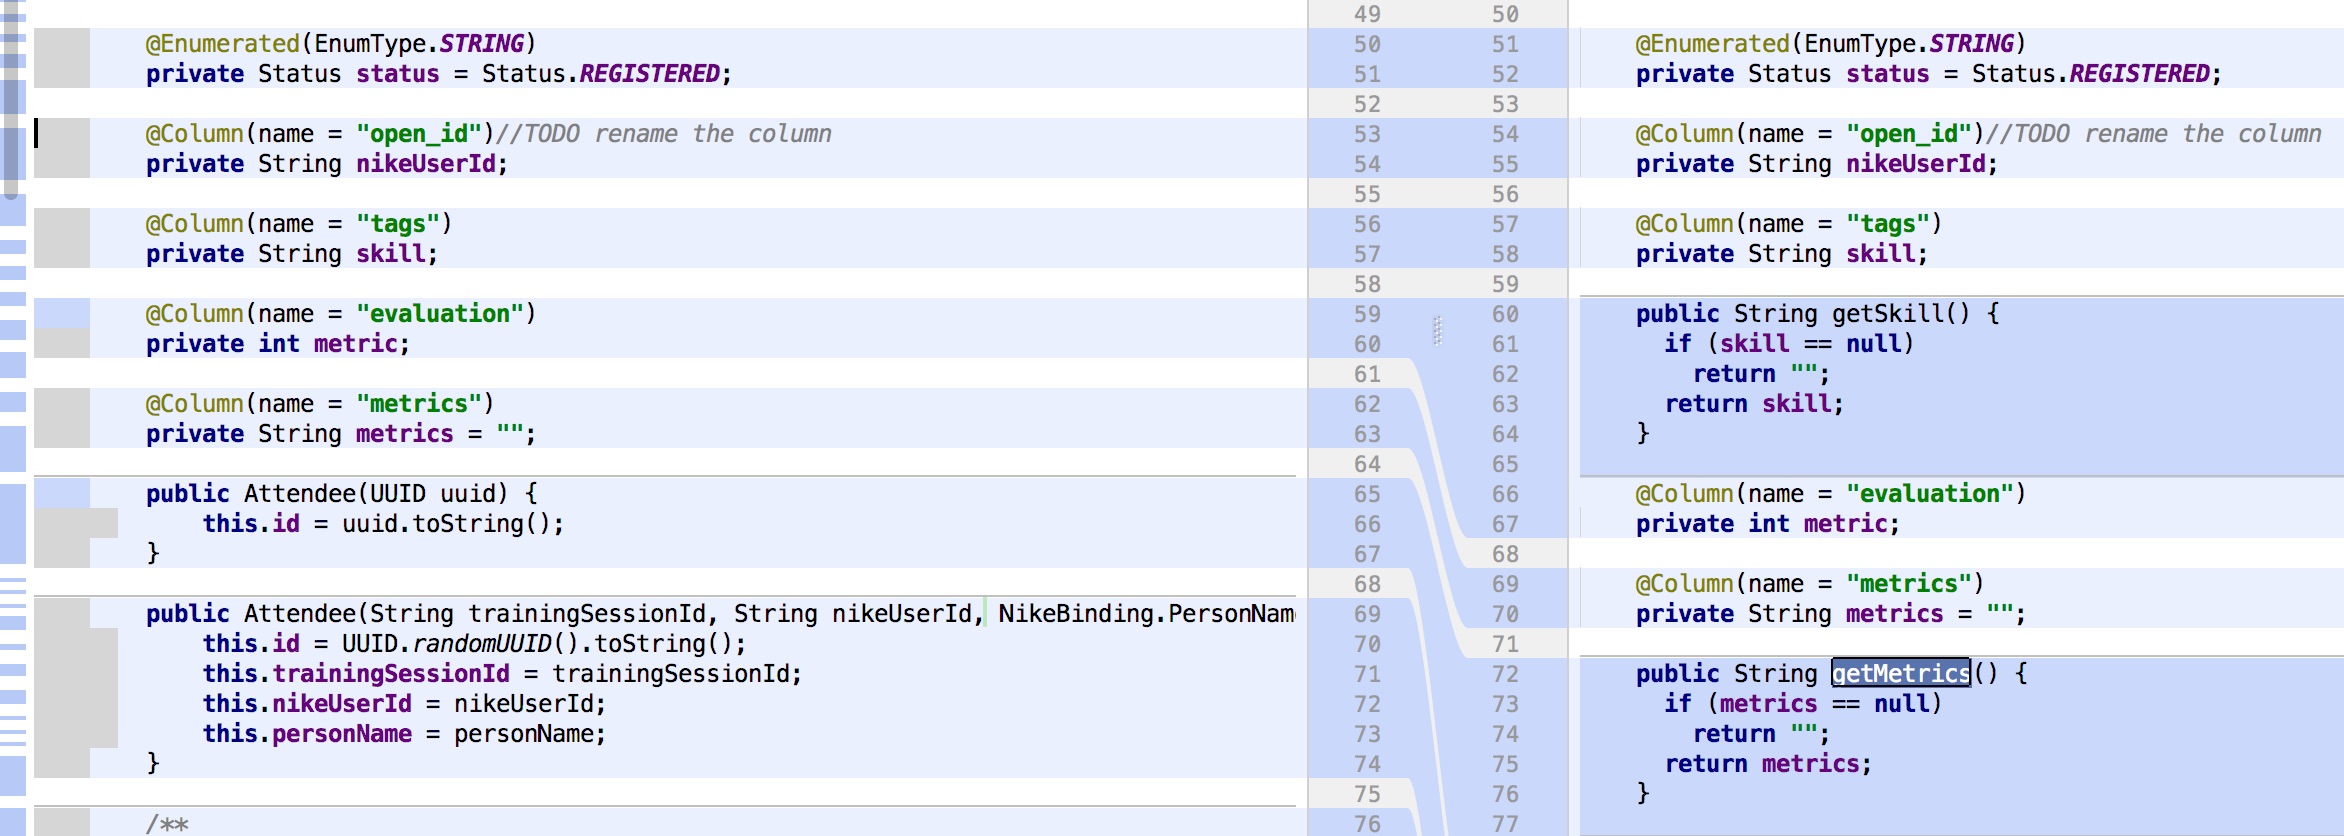 @Enumerated(EnumType.STRING)
private Status status = Status.REGISTERED;
@Column(name = "open_id")//TODO rename the column
private String nikeUserId;
@Column(name = "tags")
private String skill;
@Column(name = "evaluation")
private int metric;
@Column(name = "metrics")
private String metrics = "";
public Attendee(UUID uuid) {
this.id = uuid.toString();
}
public Attendee(String trainingSessionId, String nikeUserId, NikeBinding.PersonName
this.id = UUID.randomUUID().toString();
this.trainingSessionId = trainingSessionId;
this.nikeUserId = nikeUserId;
this.personName = personName;
}
/**
49 50
50 51
51 52
52 53
53 54
54 55
55 56
56 57
57 58
58 59
59 60
60 61
61 62
62 63
63 64
64 65
65 66
66 67
67 68
68 69
69 70
70 71
71 72
72 73
73 74
74 75
75 76
76 77
@Enumerated(EnumType.STRING)
private Status status = Status.REGISTERED;
@Column(name = "open_id")//TODO rename the column
private String nikeUserId;
@Column(name = "tags")
private String skill;
public String getSkill() {
if (skill == null)
return "";
return skill;
}
@Column(name = "evaluation")
private int metric;
@Column(name = "metrics")
private String metrics = "";
public String getMetrics() {
if (metrics == null)
return "";
return metrics;
}